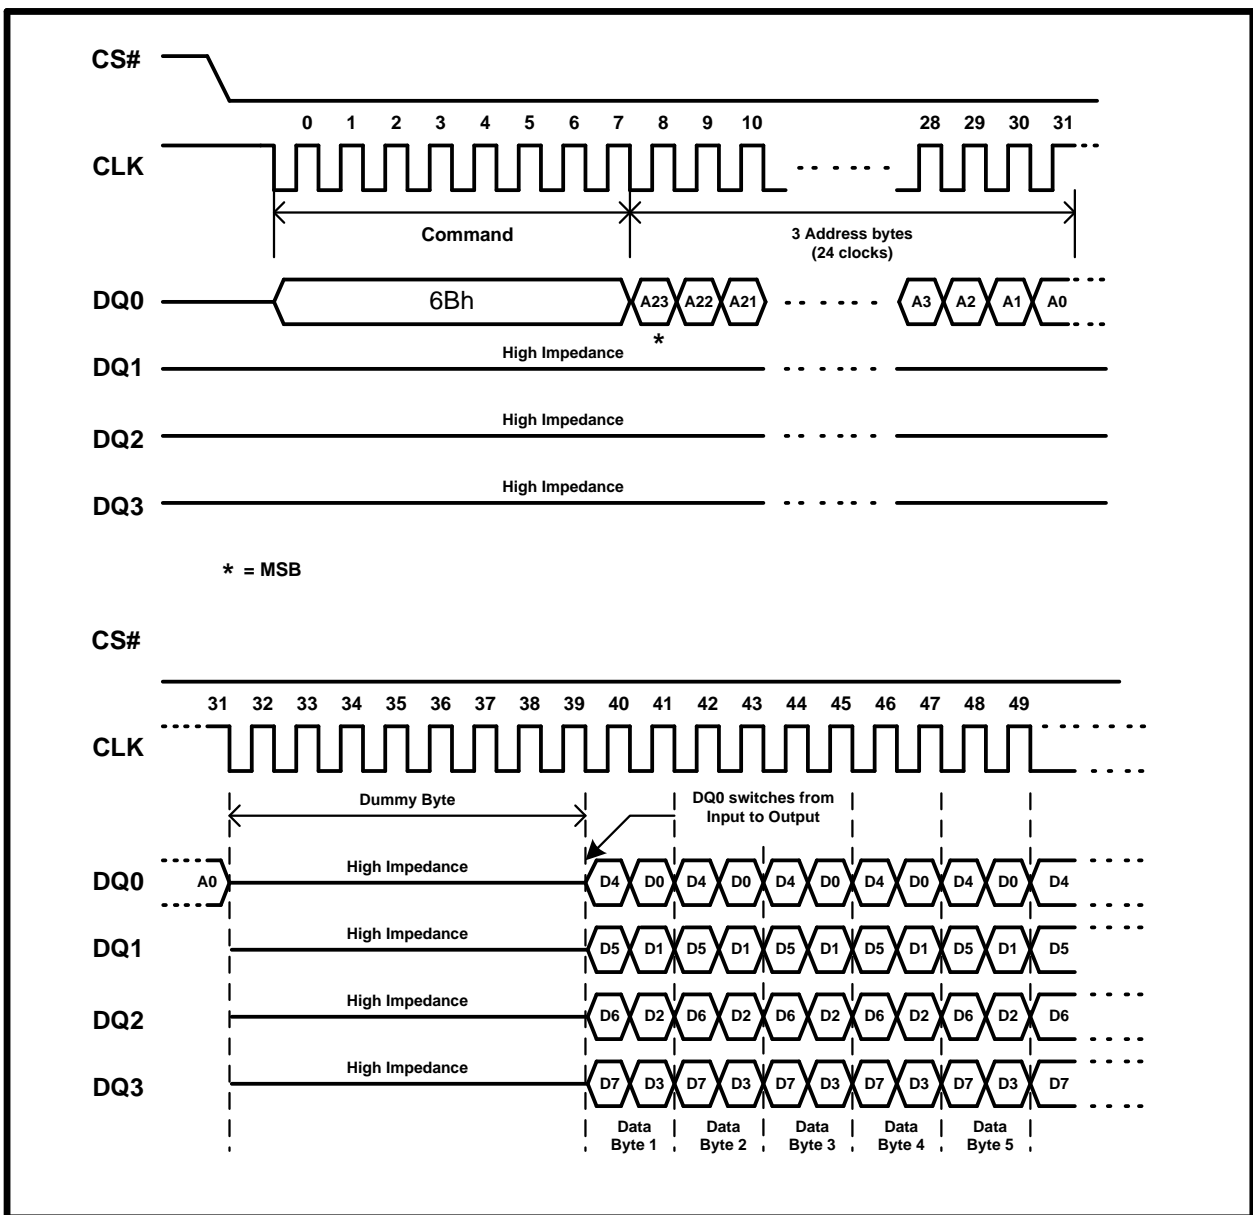 CS#
0 1 2 3 4 5 6 7 8 9 10 28 29 30 31
CLK
Command
3 Address bytes
(24 clocks)
DQ0 6Bh A23 A22 A21 A3 A2 A1 A0
*
High Impedance
DQ1
High Impedance
DQ2
High Impedance
DQ3
* = MSB
CS#
31 32 33 34 35 36 37 38 39 40 41 42 43 44 45 46 47 48 49
CLK
Dummy Byte
DQ0 switches from
Input to Output
High Impedance
DQ0 A0 D4 D0 D4 D0 D4 D0 D4 D0 D4 D0 D4
High Impedance
DQ1 D5 D1 D5 D1 D5 D1 D5 D1 D5 D1 D5
High Impedance
DQ2 D6 D2 D6 D2 D6 D2 D6 D2 D6 D2 D6
High Impedance
DQ3 D7 D3 D7 D3 D7 D3 D7 D3 D7 D3 D7
Data Data Data Data Data
Byte 1 Byte 2 Byte 3 Byte 4 Byte 5